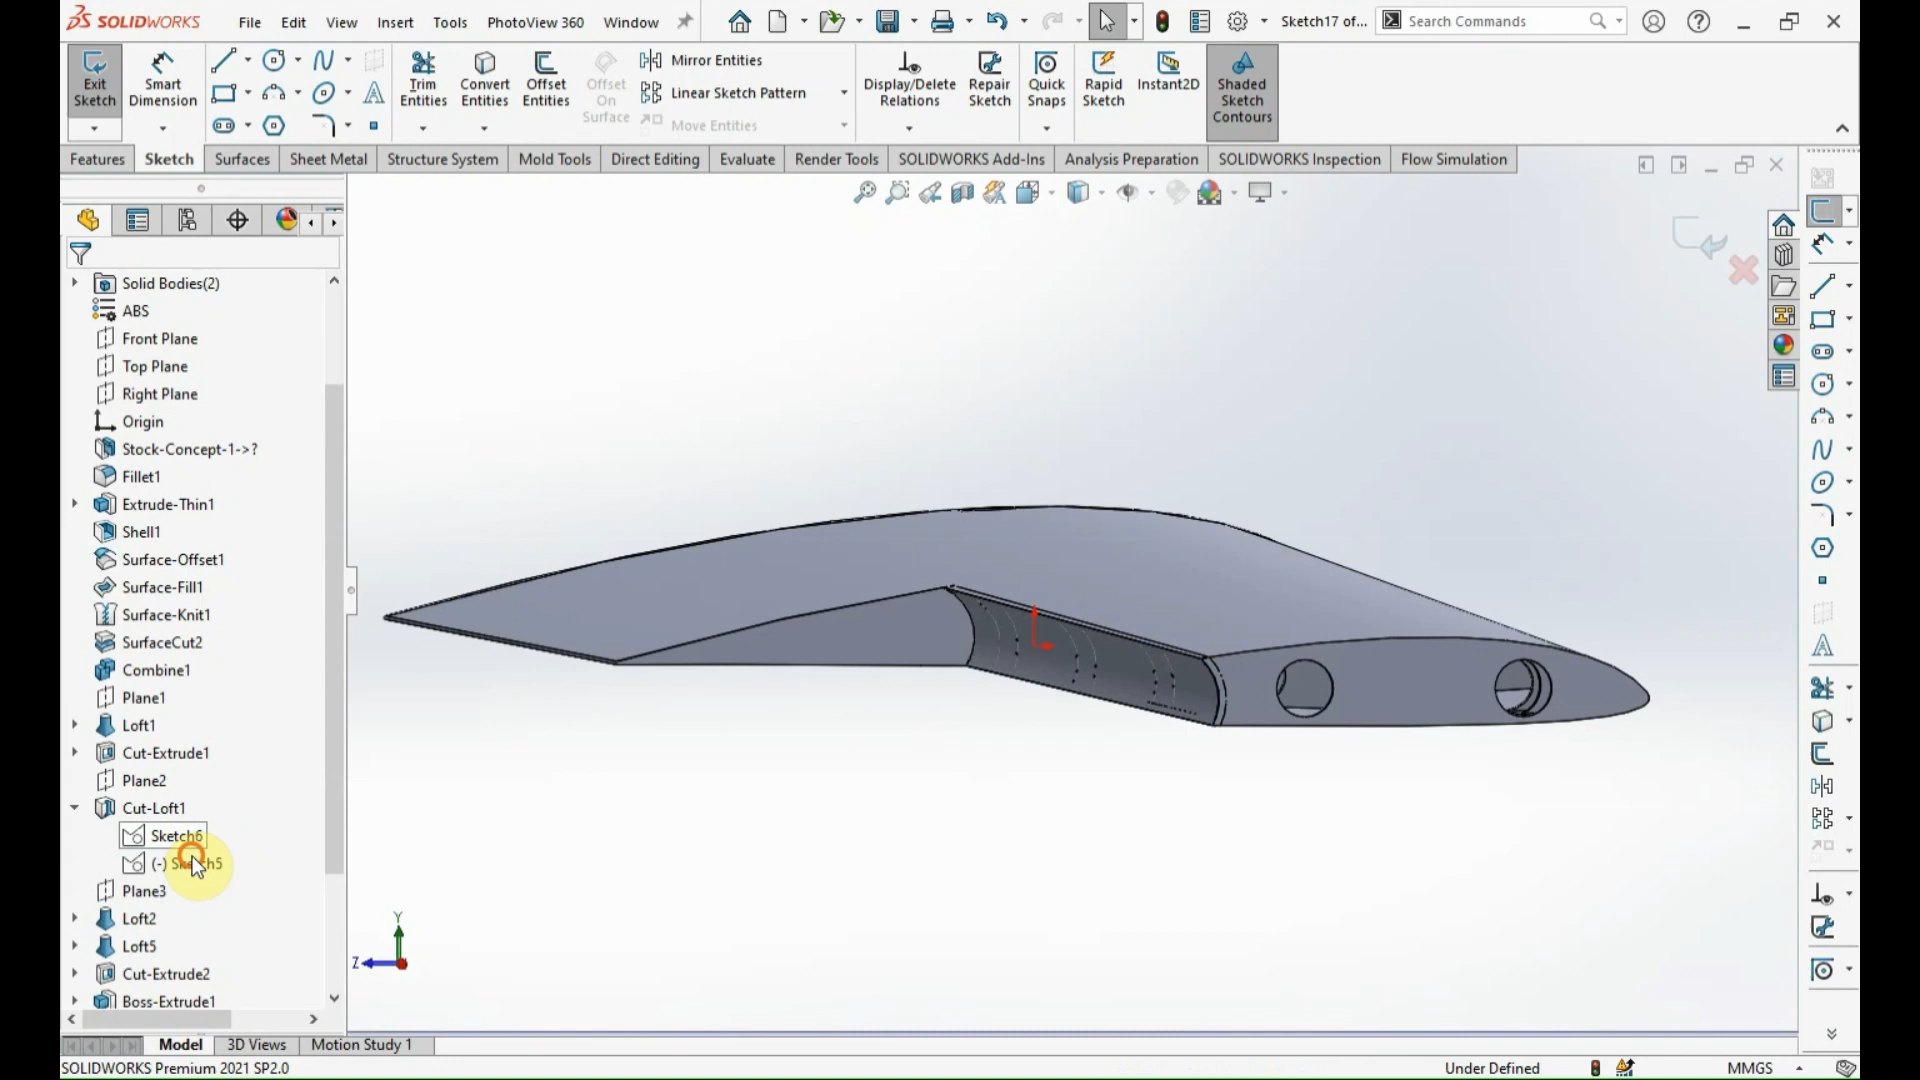 SOLIDWORKS
File Edit View Insert Tools PhotoView 360 Window
Sketch17 of...
Search Commands
Exit Sketch
Smart Dimension
Trim Entities
Convert Entities
Offset Entities
Offset On Surface
Mirror Entities
Linear Sketch Pattern
Move Entities
Display/Delete Relations
Repair Sketch
Quick Snaps
Rapid Sketch
Instant2D
Shaded Sketch Contours
Features Sketch Surfaces Sheet Metal Structure System Mold Tools Direct Editing Evaluate Render Tools SOLIDWORKS Add-Ins Analysis Preparation SOLIDWORKS Inspection Flow Simulation
Solid Bodies(2)
ABS
Front Plane
Top Plane
Right Plane
Origin
Stock-Concept-1->?
Fillet1
Extrude-Thin1
Shell1
Surface-Offset1
Surface-Fill1
Surface-Knit1
SurfaceCut2
Combine1
Plane1
Loft1
Cut-Extrude1
Plane2
Cut-Loft1
Sketch6
(-) Sketch5
Plane3
Loft2
Loft5
Cut-Extrude2
Boss-Extrude1
Y
Z
Model 3D Views Motion Study 1
SOLIDWORKS Premium 2021 SP2.0
Under Defined
MMGS